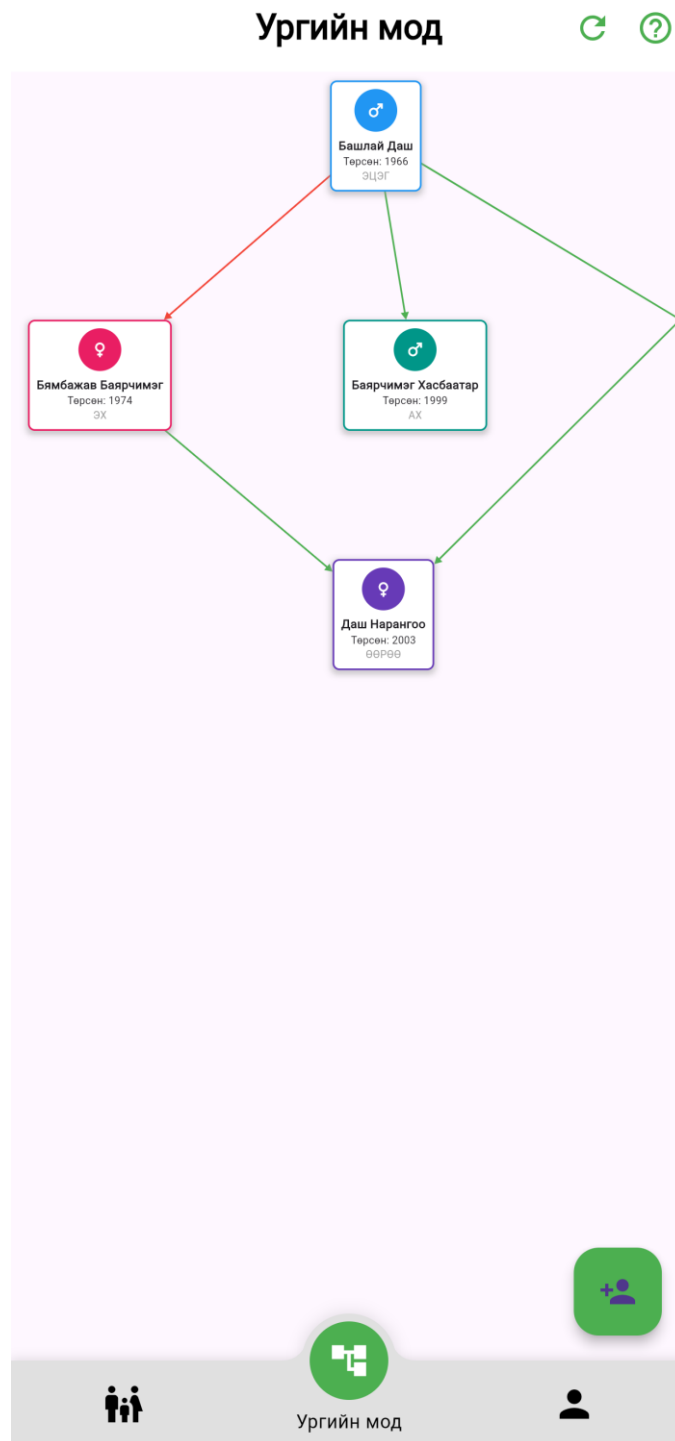 Ургийн мод
Башлай Даш
Төрсөн: 1966
ЭЦЭГ
Бямбажав Баярчимэг
Төрсөн: 1974
ЭХ
Баярчимэг Хасбаатар
Төрсөн: 1999
АХ
Даш Нарангоо
Төрсөн: 2003
ӨӨРӨӨ
Ургийн мод